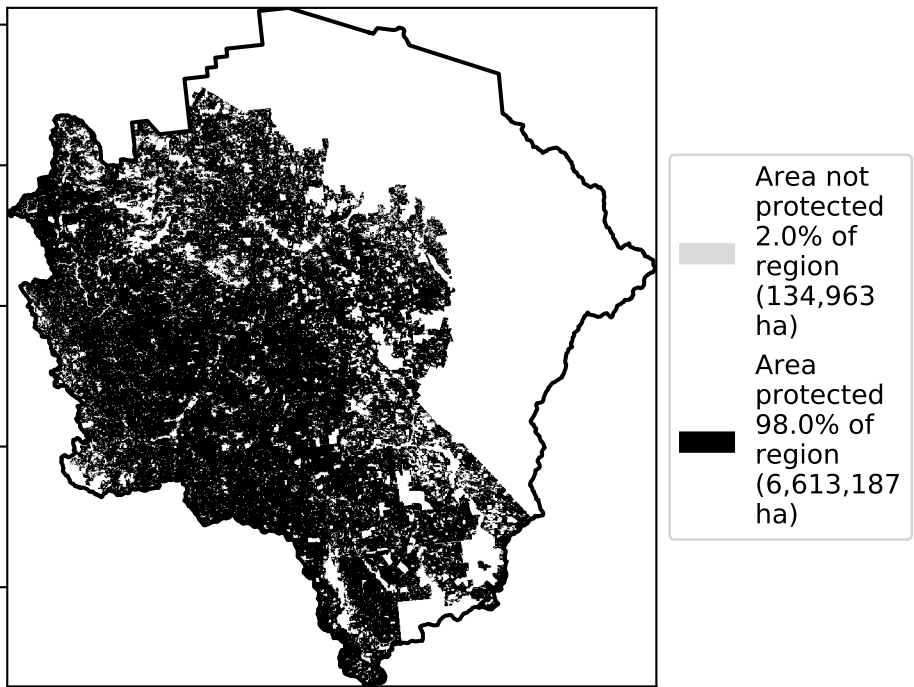 Area not
protected
2.0% of
region
(134,963
ha)
Area
protected
98.0% of
region
(6,613,187
ha)